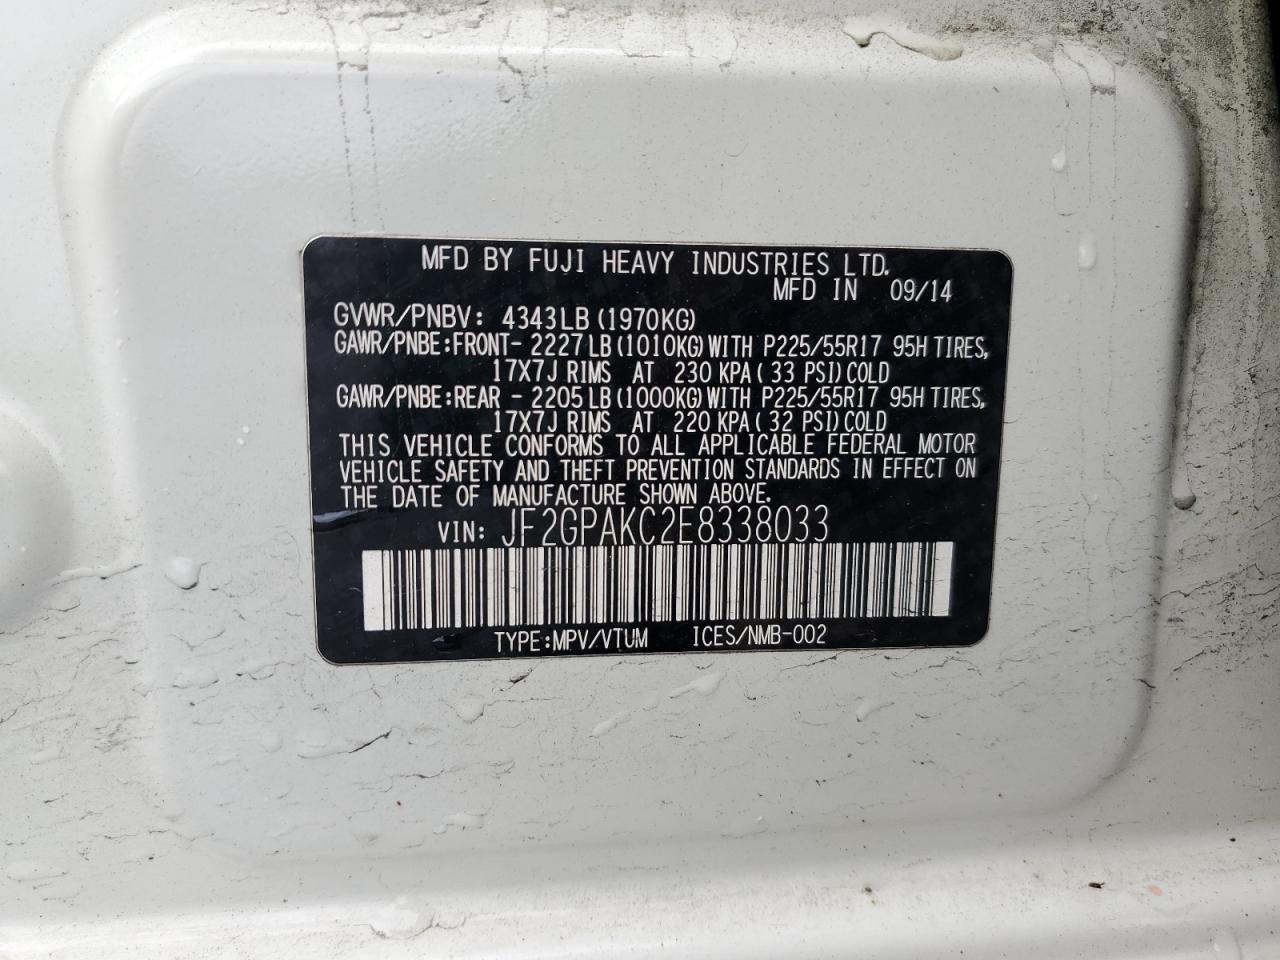 MFD BY FUJI HEAVY INDUSTRIES LTD.
MFD IN 09/14
GVWR/PNBV: 4343LB (1970KG)
GAWR/PNBE:FRONT- 2227LB (1010KG) WITH P225/55R17 95H TIRES,
17X7J RIMS AT 230 KPA ( 33 PSI) COLD
GAWR/PNBE:REAR - 2205LB (1000KG) WITH P225/55R17 95H TIRES,
17X7J RIMS AT 220 KPA ( 32 PSI) COLD
THIS VEHICLE CONFORMS TO ALL APPLICABLE FEDERAL MOTOR
VEHICLE SAFETY AND THEFT PREVENTION STANDARDS IN EFFECT ON
THE DATE OF MANUFACTURE SHOWN ABOVE.
VIN: JF2GPAKC2E8338033
TYPE:MPV/VTUM ICES/NMB-002